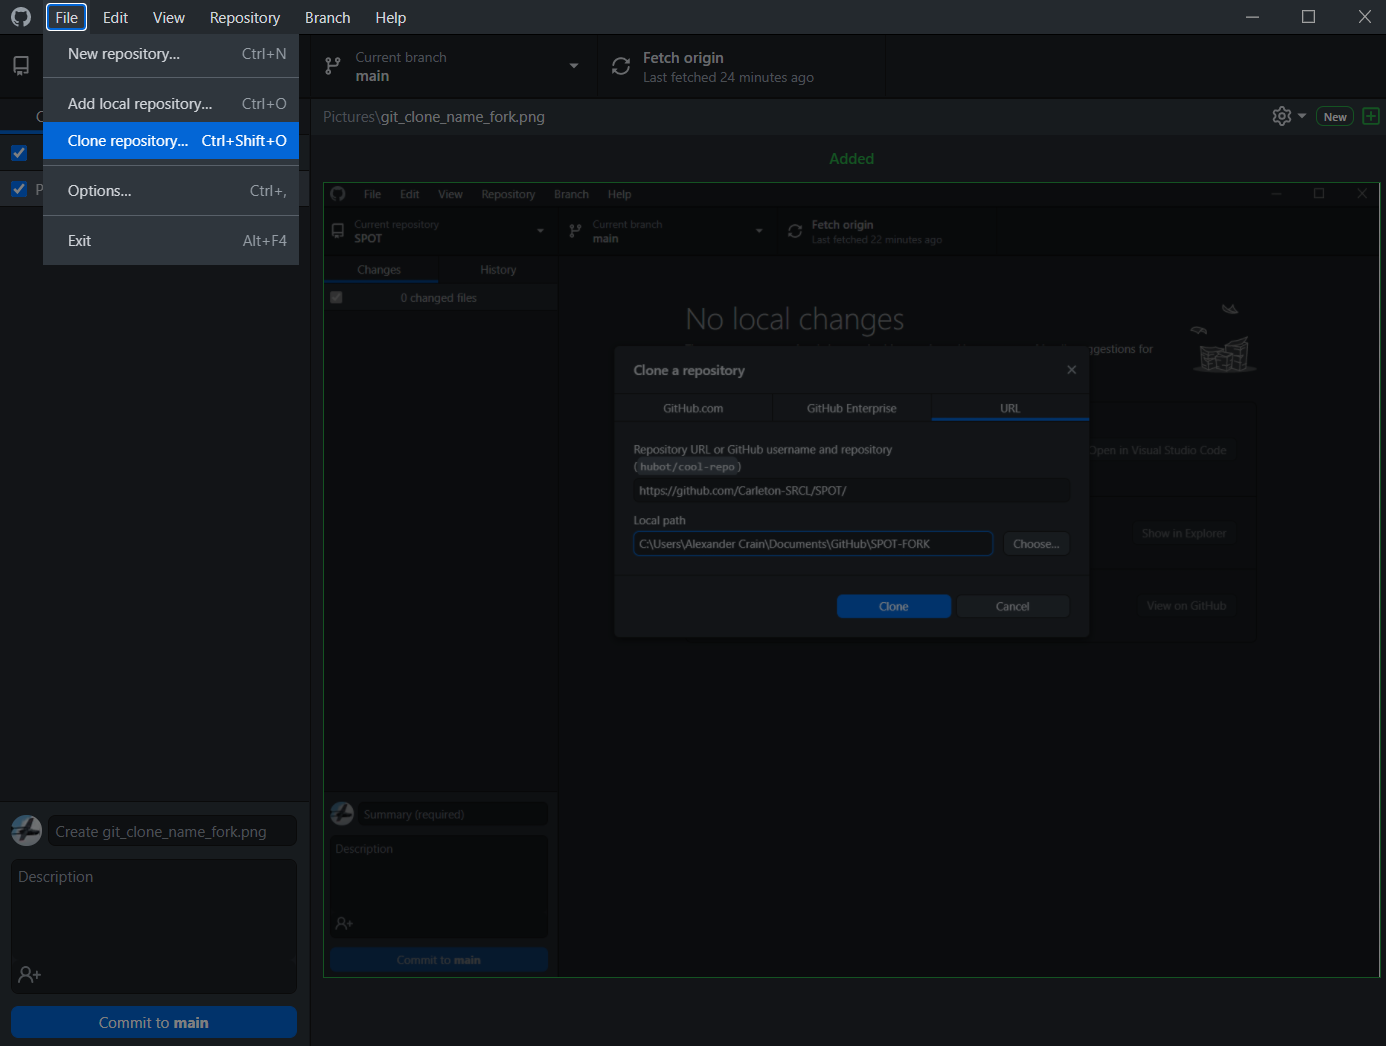 File Edit View Repository Branch Help
New repository... Ctrl+N
Add local repository... Ctrl+O
Clone repository... Ctrl+Shift+O
Options... Ctrl+,
Exit Alt+F4
Current branch
main
Fetch origin
Last fetched 24 minutes ago
C
P
Pictures\git_clone_name_fork.png
New
Added
File Edit View Repository Branch Help
Current repository
SPOT
Current branch
main
Fetch origin
Last fetched 22 minutes ago
Changes History
0 changed files
No local changes
ggestions for
Clone a repository
GitHub.com GitHub Enterprise URL
Repository URL or GitHub username and repository
(hubot/cool-repo)
https://github.com/Carleton-SRCL/SPOT/
Local path
C:\Users\Alexander Crain\Documents\GitHub\SPOT-FORK
Choose...
Clone Cancel
Open in Visual Studio Code
Show in Explorer
View on GitHub
Summary (required)
Description
Commit to main
Create git_clone_name_fork.png
Description
Commit to main